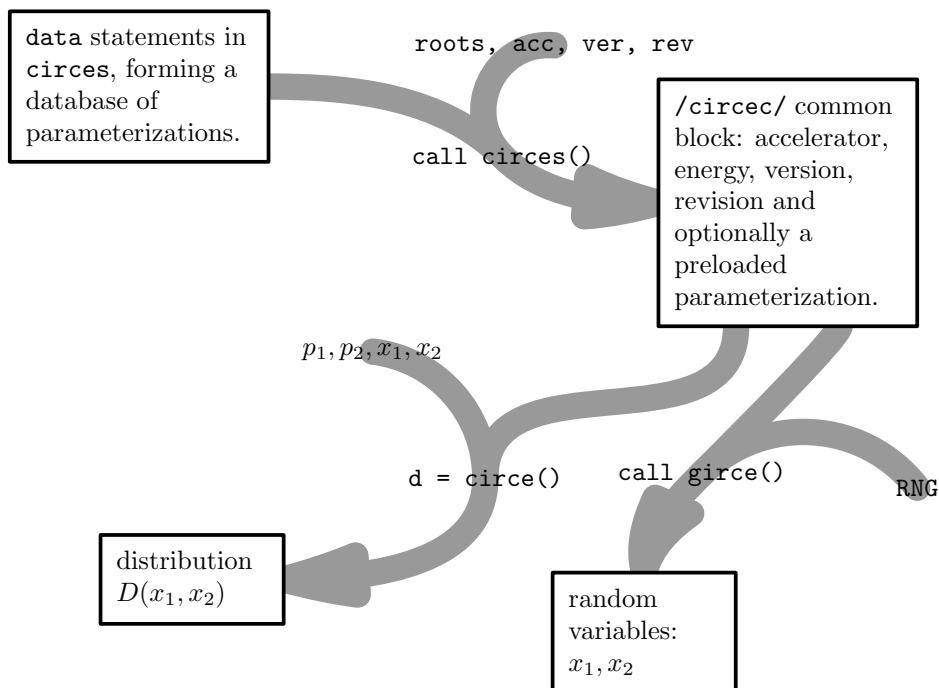 data statements in
circes, forming a
database of
parameterizations.
roots, acc, ver, rev
call circes()
/circec/ common
block: accelerator,
energy, version,
revision and
optionally a
preloaded
parameterization.
p₁, p₂, x₁, x₂
d = circe()
call girce()
RNG
distribution
D(x₁, x₂)
random
variables:
x₁, x₂